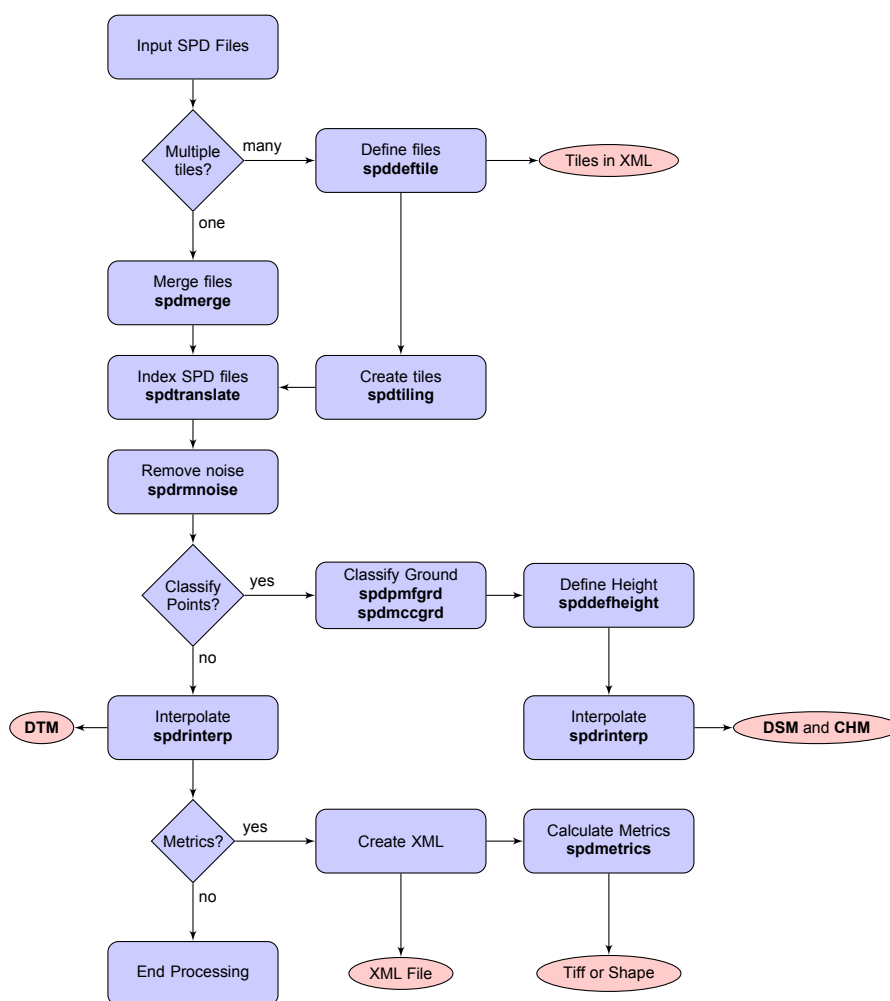 Input SPD Files
Multiple
tiles?
many
Define files
spddeftile
Tiles in XML
one
Merge files
spdmerge
Index SPD files
spdtranslate
Create tiles
spdtiling
Remove noise
spdrmnoise
Classify
Points?
yes
Classify Ground
spdpmfgrd
spdmccgrd
Define Height
spddefheight
no
DTM
Interpolate
spdrinterp
Interpolate
spdrinterp
DSM and CHM
Metrics?
yes
Create XML
Calculate Metrics
spdmetrics
no
End Processing
XML File
Tiff or Shape